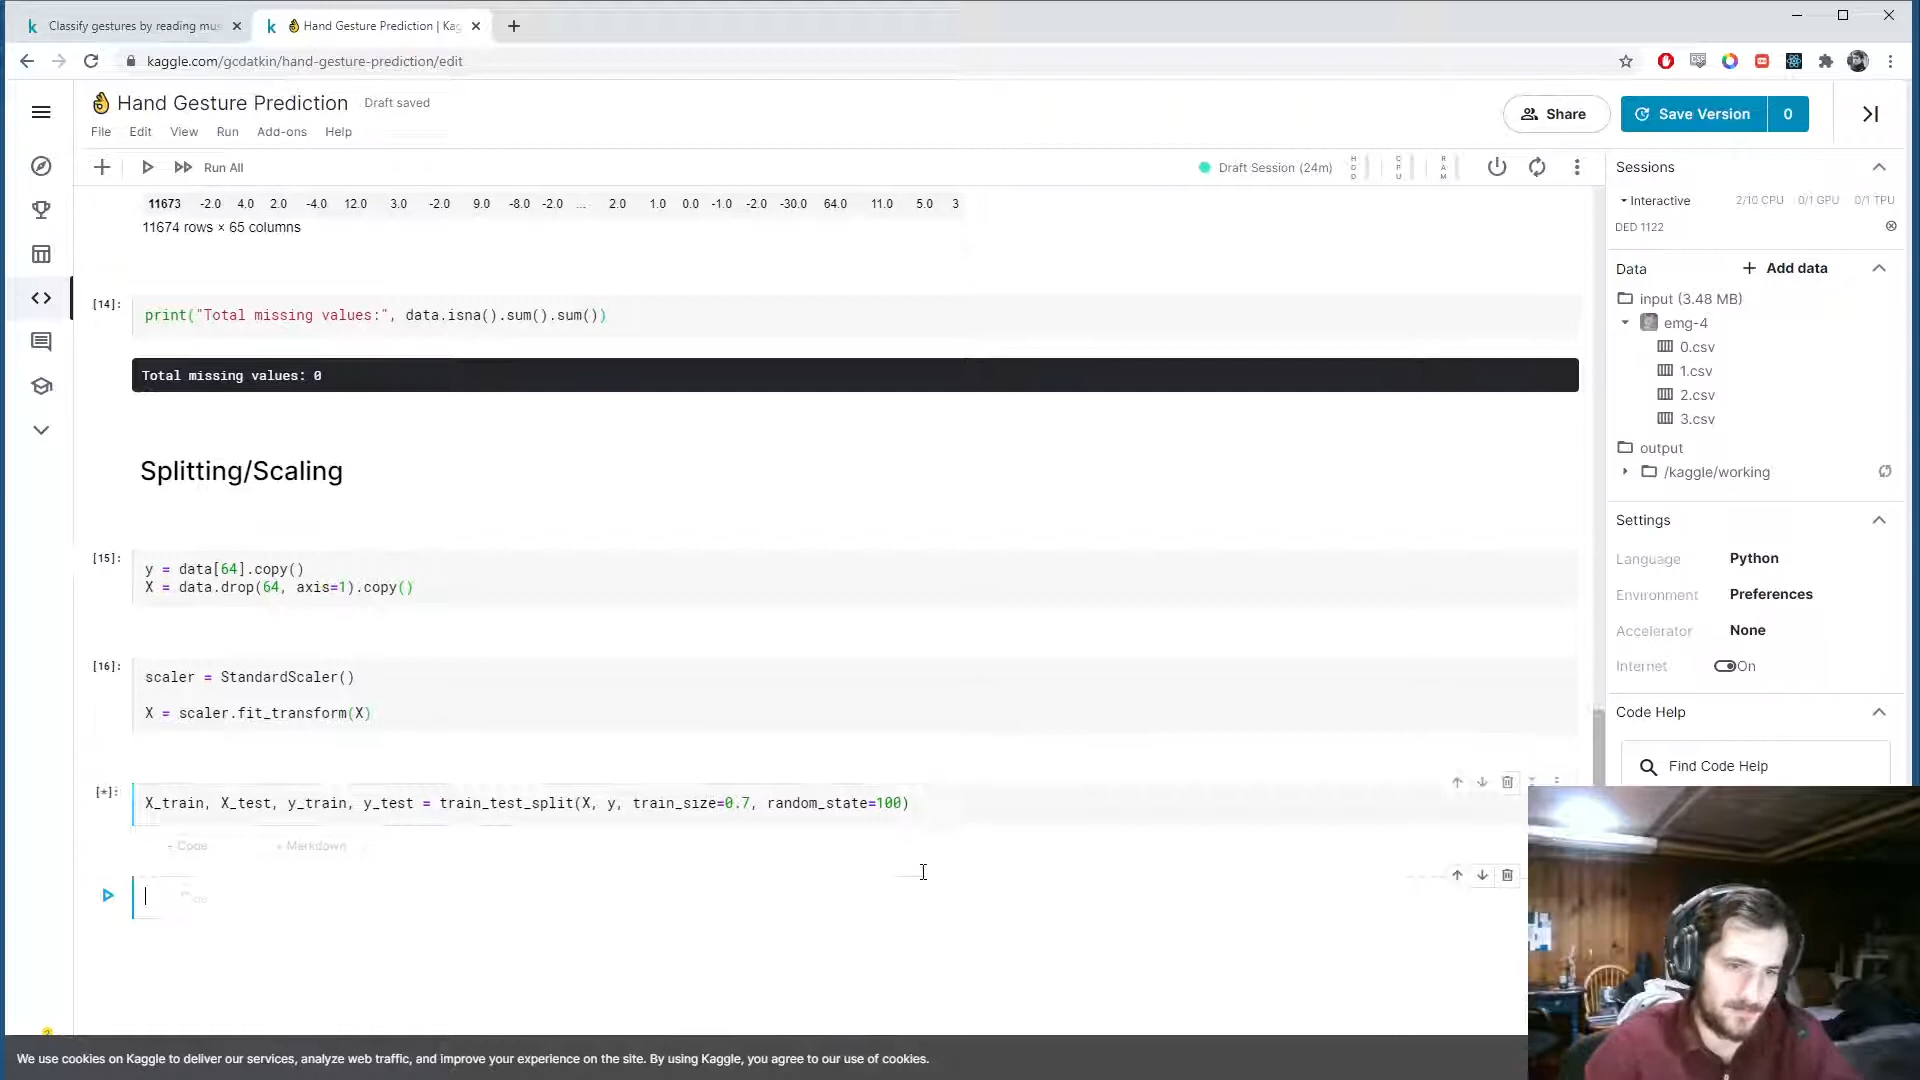 Classify gestures by reading mus
Hand Gesture Prediction | Kag
kaggle.com/gcdatkin/hand-gesture-prediction/edit
Hand Gesture Prediction
Draft saved
Share
Save Version
0
File Edit View Run Add-ons Help
Run All
Draft Session (24m)
HDD
CPU
RAM
11673 -2.0 4.0 2.0 -4.0 12.0 3.0 -2.0 9.0 -8.0 -2.0 ... 2.0 1.0 0.0 -1.0 -2.0 -30.0 64.0 11.0 5.0 3
11674 rows × 65 columns
[14]:
print("Total missing values:", data.isna().sum().sum())
Total missing values: 0
Splitting/Scaling
[15]:
y = data[64].copy()
X = data.drop(64, axis=1).copy()
[16]:
scaler = StandardScaler()
X = scaler.fit_transform(X)
[*]:
X_train, X_test, y_train, y_test = train_test_split(X, y, train_size=0.7, random_state=100)
+ Code
+ Markdown
Sessions
Interactive
2/10 CPU 0/1 GPU 0/1 TPU
DED 1122
Data
Add data
input (3.48 MB)
emg-4
0.csv
1.csv
2.csv
3.csv
output
/kaggle/working
Settings
Language Python
Environment Preferences
Accelerator None
Internet On
Code Help
Find Code Help
We use cookies on Kaggle to deliver our services, analyze web traffic, and improve your experience on the site. By using Kaggle, you agree to our use of cookies.